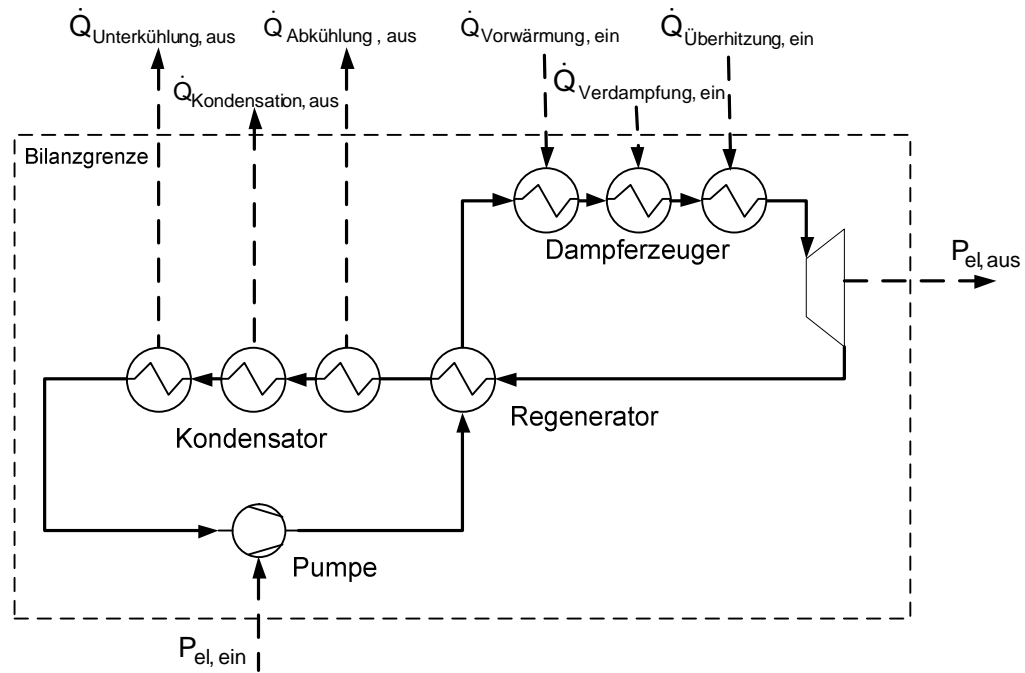 Q̇Unterkühlung, aus
Q̇Abkühlung , aus
Q̇Vorwärmung, ein
Q̇Überhitzung, ein
Q̇Kondensation, aus
Q̇Verdampfung, ein
Bilanzgrenze
Dampferzeuger
Pel, aus
Regenerator
Kondensator
Pumpe
Pel, ein